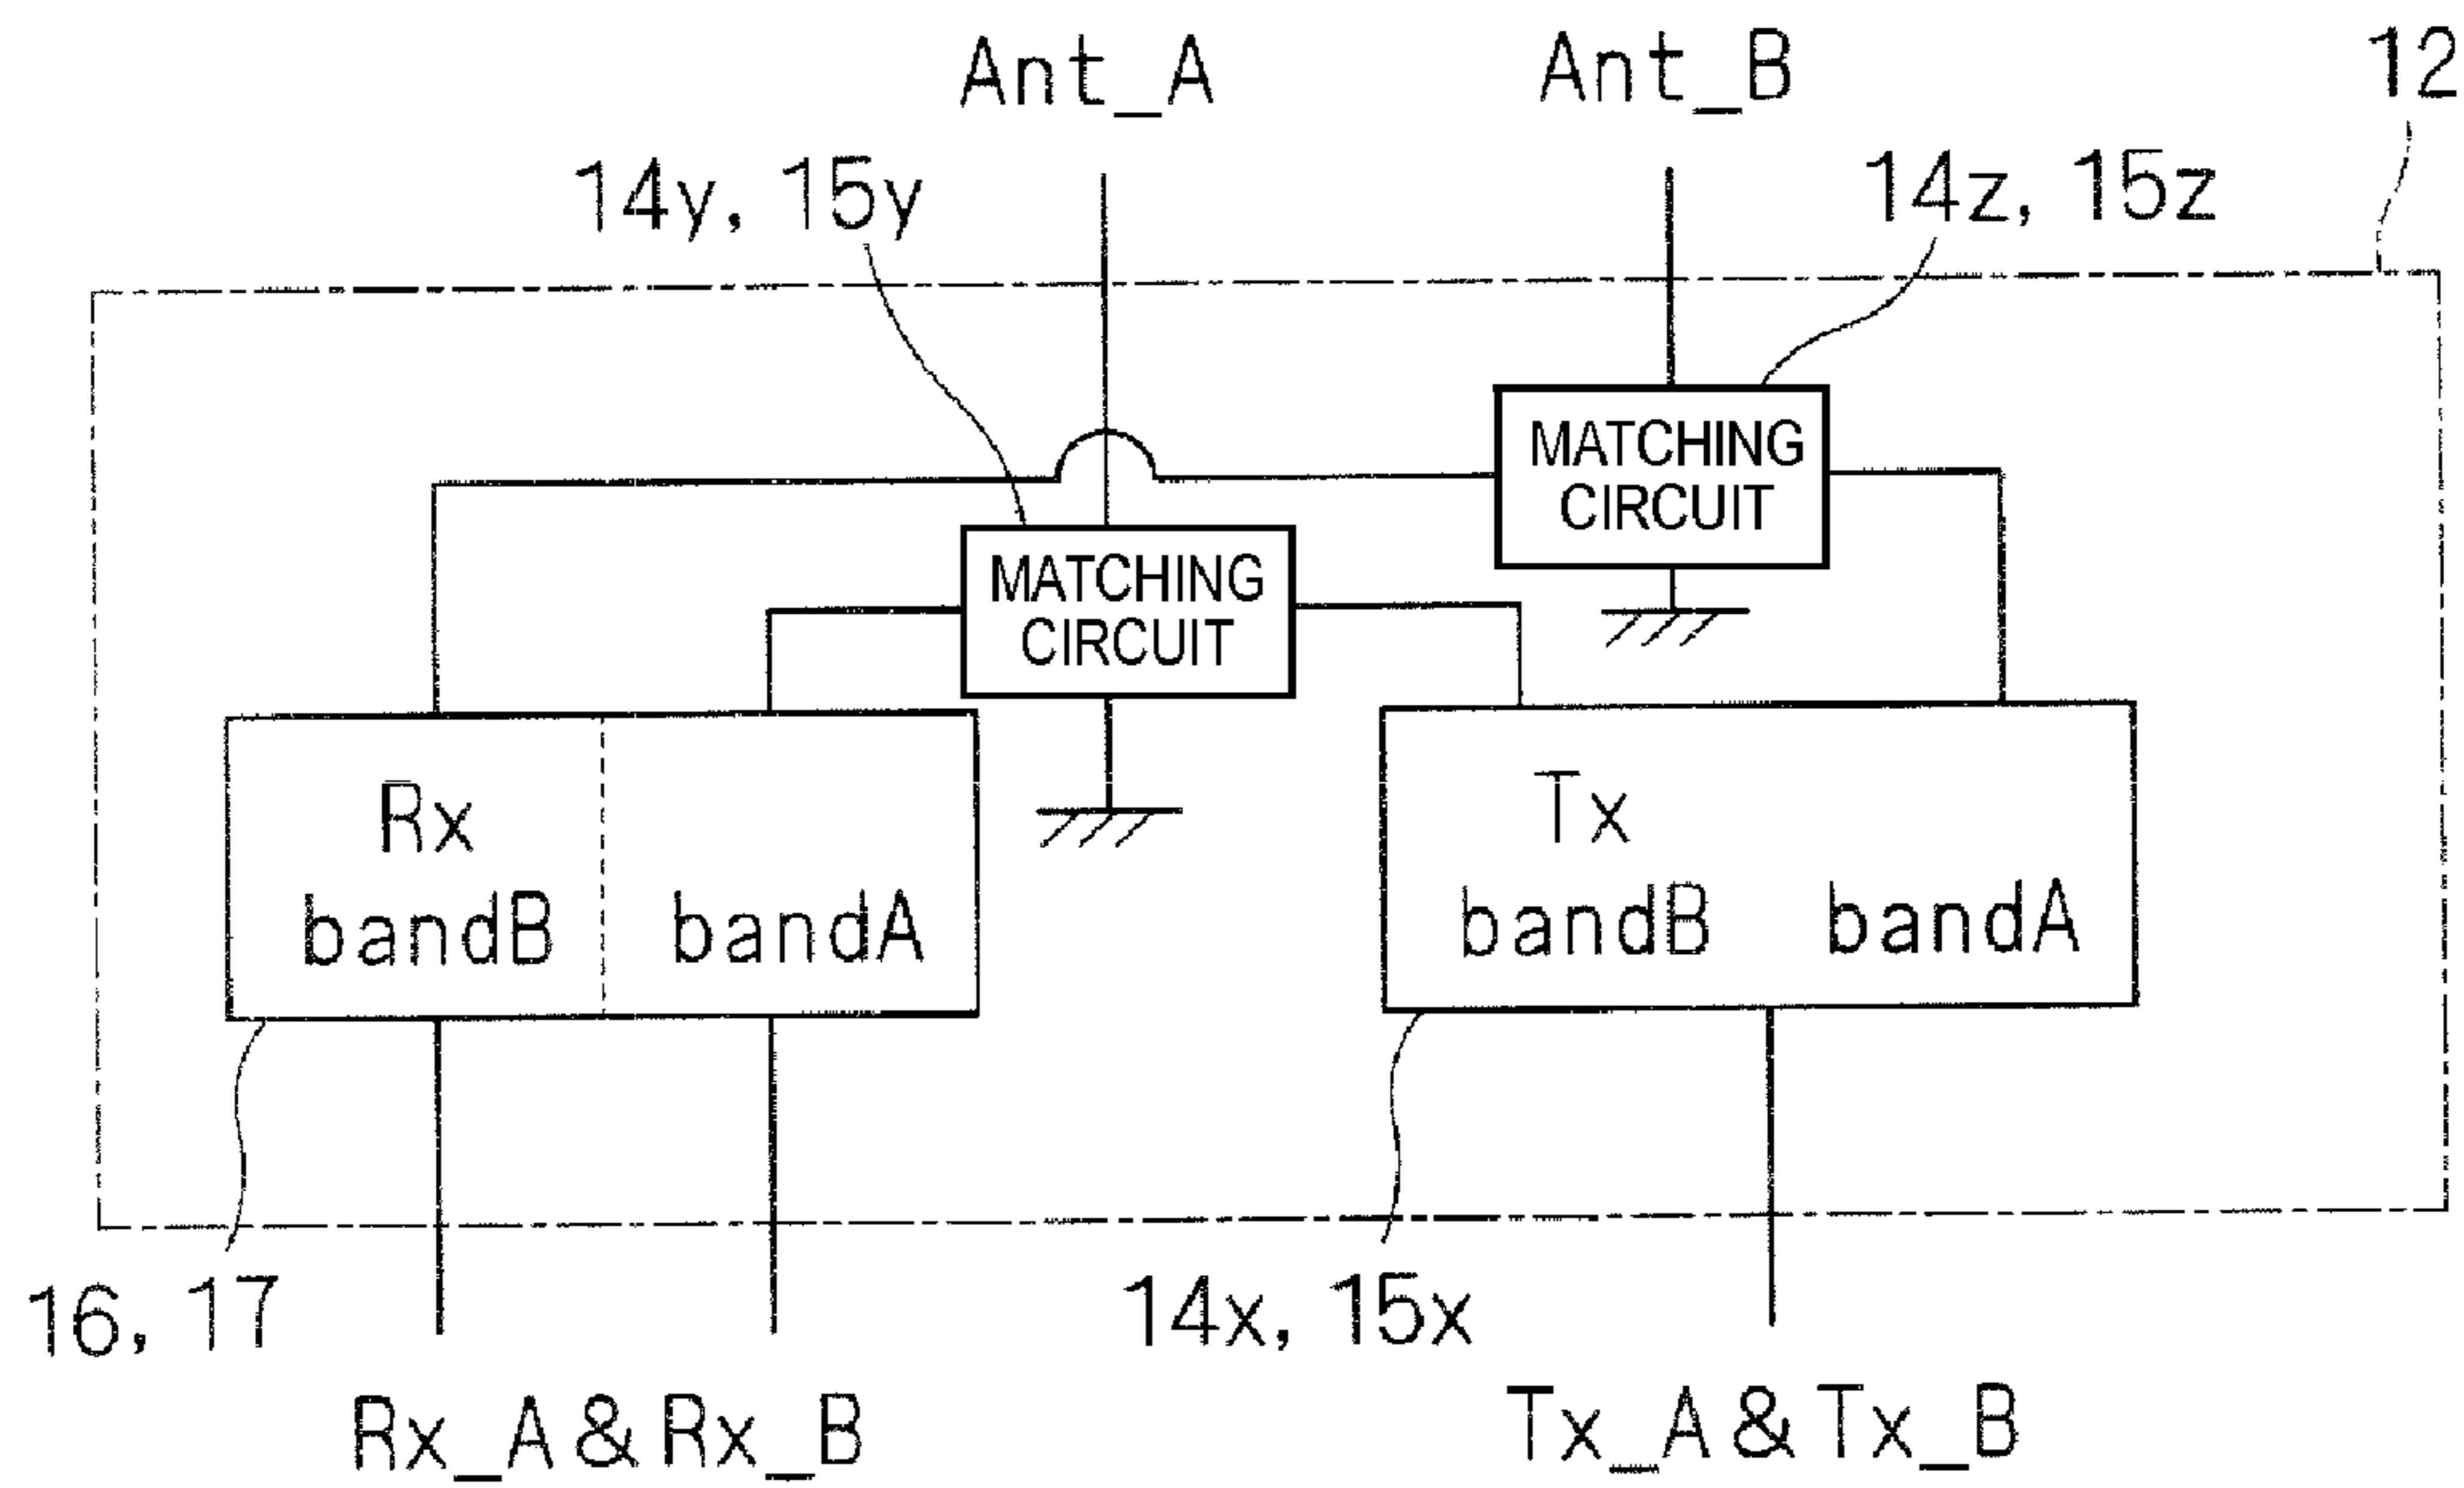 Ant_A
Ant_B
12
14y, 15y
14z, 15z
MATCHING
CIRCUIT
MATCHING
CIRCUIT
Rx
bandB
bandA
Tx
bandB
bandA
16, 17
14x, 15x
Rx_A & Rx_B
Tx_A & Tx_B